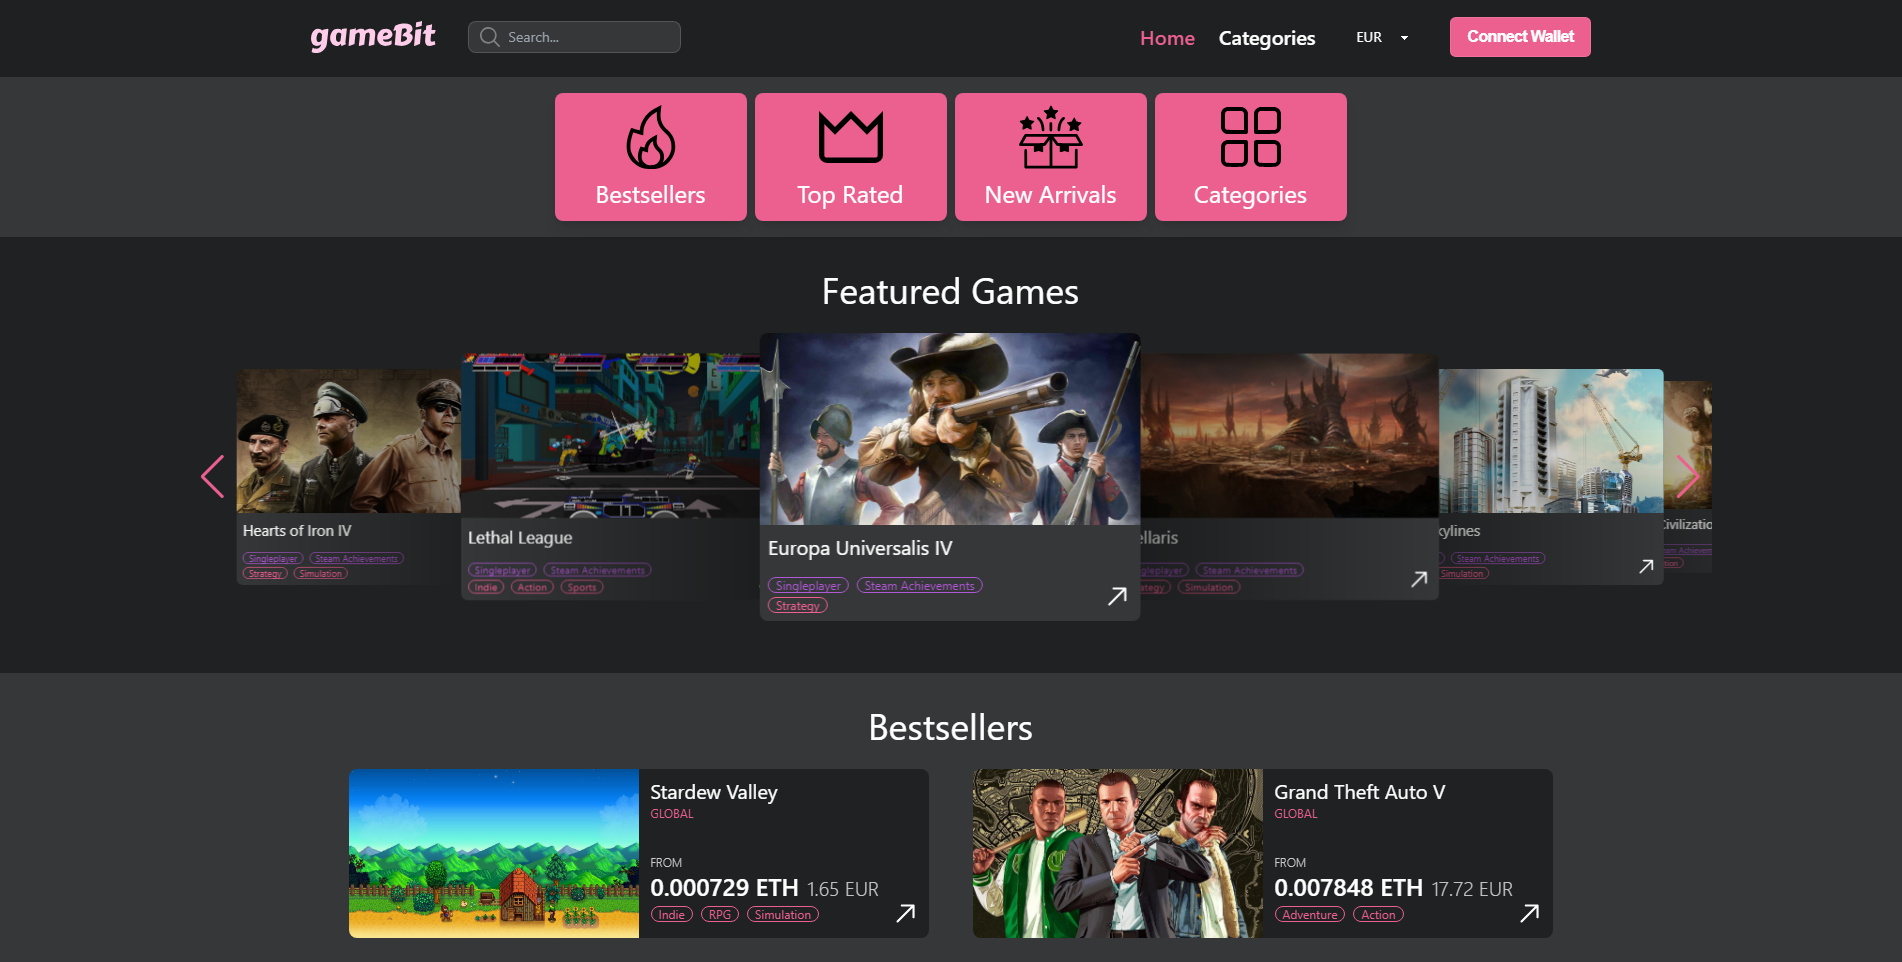 gameBit
Search...
Home
Categories
EUR
Connect Wallet
Bestsellers
Top Rated
New Arrivals
Categories
Featured Games
Hearts of Iron IV
Singleplayer Steam Achievements
Strategy Simulation
Lethal League
Singleplayer Steam Achievements
Indie Action Sports
Europa Universalis IV
Singleplayer Steam Achievements
Strategy
ellaris
gleplayer Steam Achievements
ategy Simulation
kylines
Steam Achievements
Simulation
Civilizatio
eam Achievem
tion
Bestsellers
Stardew Valley
GLOBAL
FROM
0.000729 ETH 1.65 EUR
Indie RPG Simulation
Grand Theft Auto V
GLOBAL
FROM
0.007848 ETH 17.72 EUR
Adventure Action